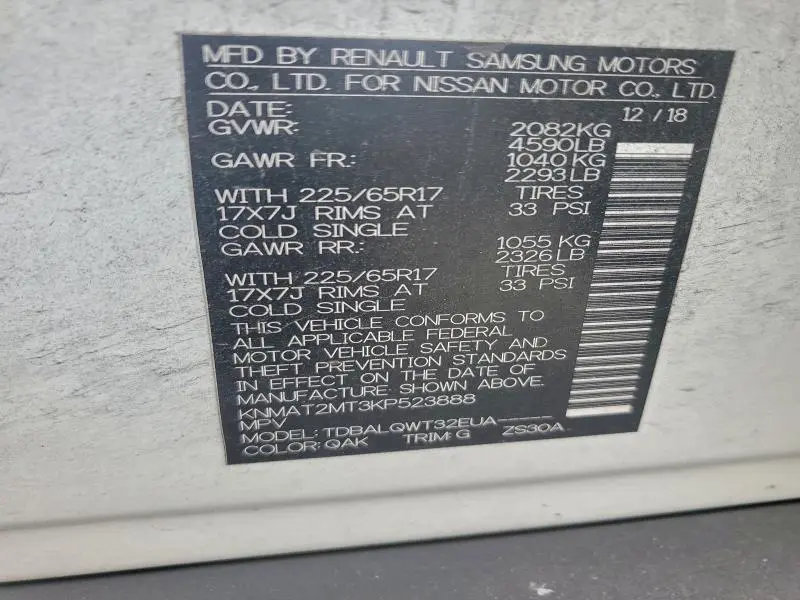 MFD BY RENAULT SAMSUNG MOTORS
CO., LTD. FOR NISSAN MOTOR CO., LTD.
DATE: 12 / 18
GVWR: 2082KG
4590LB
GAWR FR: 1040 KG
2293 LB
WITH 225/65R17 TIRES
17X7J RIMS AT 33 PSI
COLD SINGLE
GAWR RR: 1055 KG
2326 LB
WITH 225/65R17 TIRES
17X7J RIMS AT 33 PSI
COLD SINGLE
THIS VEHICLE CONFORMS TO
ALL APPLICABLE FEDERAL
MOTOR VEHICLE SAFETY AND
THEFT PREVENTION STANDARDS
IN EFFECT ON THE DATE OF
MANUFACTURE SHOWN ABOVE.
KNMAT2MT3KP523888
MPV
MODEL: TDBALQWT32EUA-----
COLOR: QAK TRIM: G ZS30A